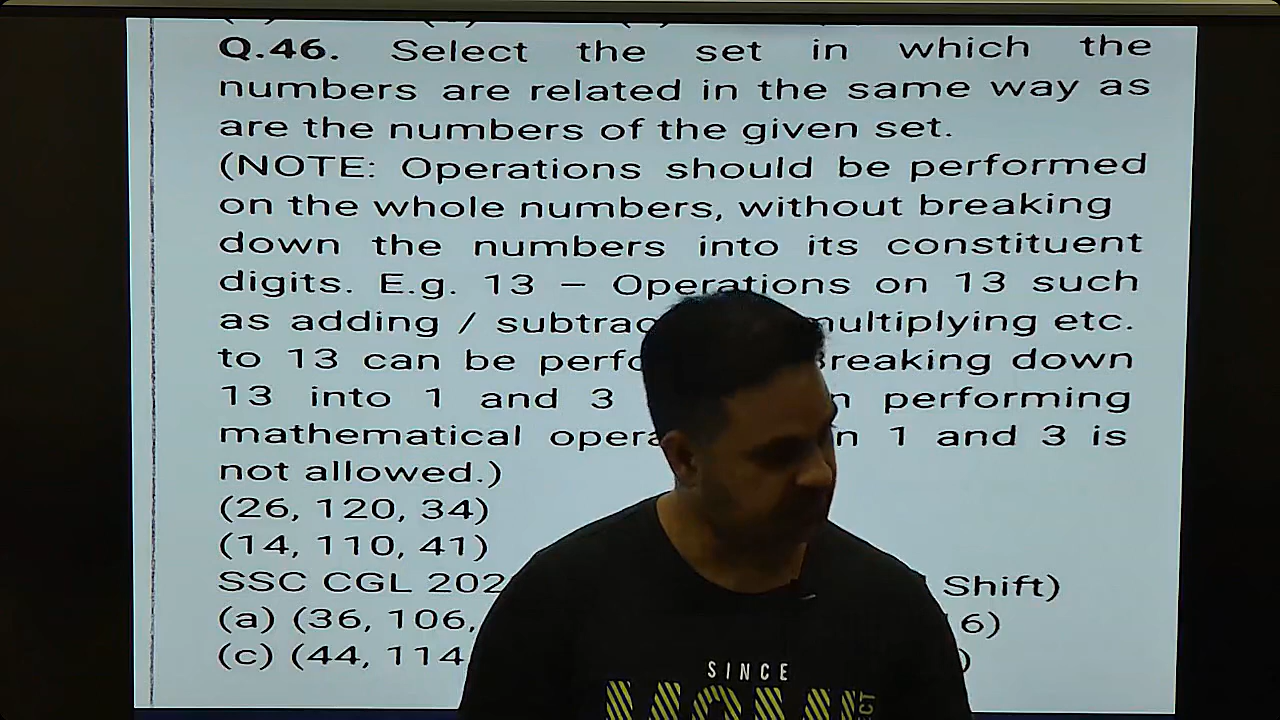 Q.46. Select the set in which the
numbers are related in the same way as
are the numbers of the given set.
(NOTE: Operations should be performed
on the whole numbers, without breaking
down the numbers into its constituent
digits. E.g. 13 – Operations on 13 such
as adding / subtrac multiplying etc.
to 13 can be perfo reaking down
13 into 1 and 3 n performing
mathematical opera n 1 and 3 is
not allowed.)
(26, 120, 34)
(14, 110, 41)
SSC CGL 202 Shift)
(a) (36, 106, 6)
(c) (44, 114 )
SINCE